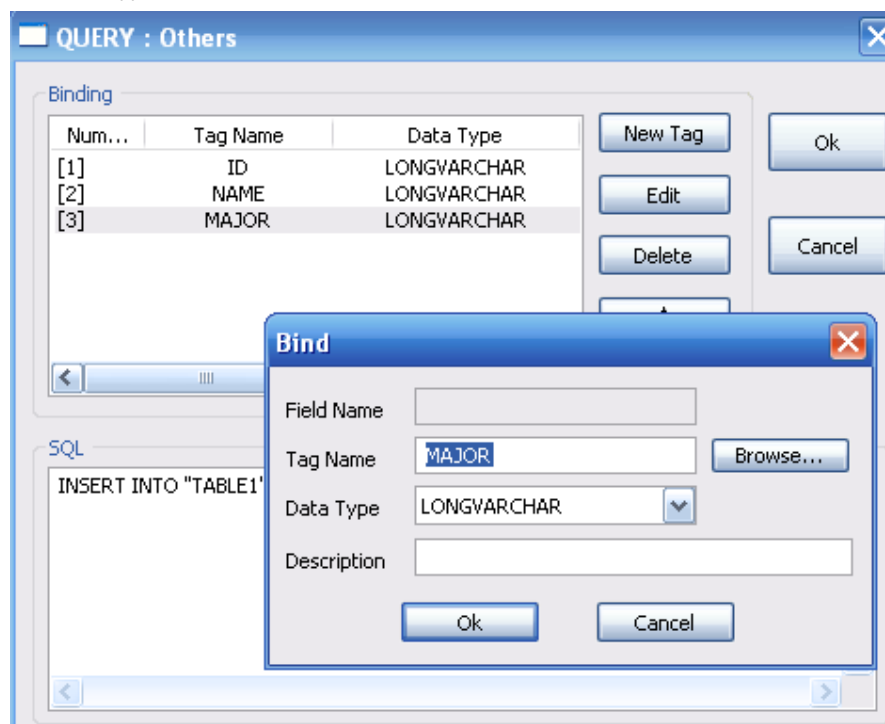 QUERY : Others
Binding
Num... Tag Name Data Type
[1] ID LONGVARCHAR
[2] NAME LONGVARCHAR
[3] MAJOR LONGVARCHAR
New Tag
Edit
Delete
Ok
Cancel
Bind
Field Name
Tag Name MAJOR Browse...
Data Type LONGVARCHAR
Description
Ok Cancel
SQL
INSERT INTO "TABLE1"